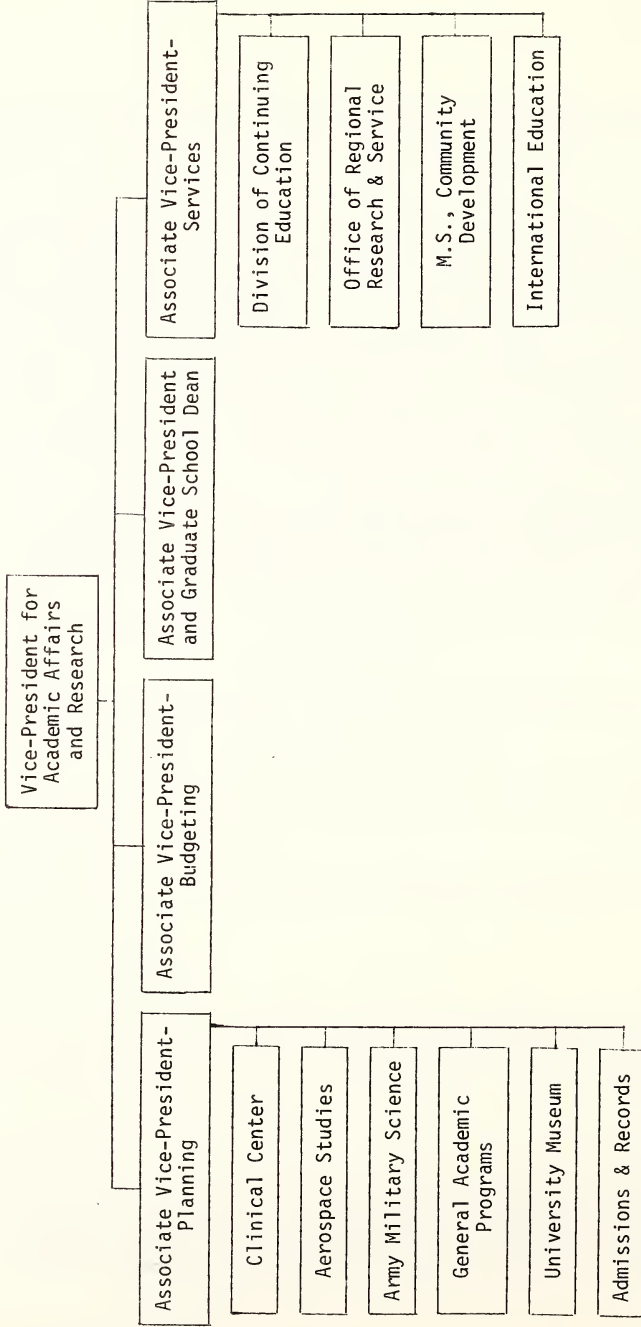 Vice-President for
Academic Affairs
and Research
Associate Vice-President-
Planning
Clinical Center
Aerospace Studies
Army Military Science
General Academic
Programs
University Museum
Admissions & Records
Associate Vice-President-
Budgeting
Associate Vice-President
and Graduate School Dean
Associate Vice-President-
Services
Division of Continuing
Education
Office of Regional
Research & Service
M.S., Community
Development
International Education